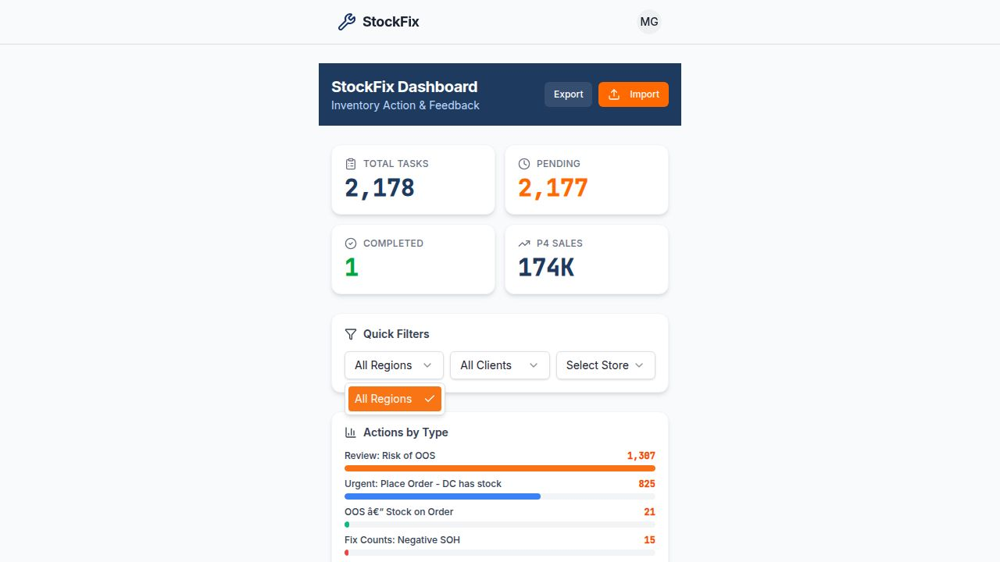 StockFix
MG
StockFix Dashboard
Inventory Action & Feedback
Export
Import
TOTAL TASKS
2,178
PENDING
2,177
COMPLETED
1
P4 SALES
174K
Quick Filters
All Regions
All Clients
Select Store
All Regions
Actions by Type
Review: Risk of OOS 1,307
Urgent: Place Order - DC has stock 825
OOS â€“ Stock on Order 21
Fix Counts: Negative SOH 15